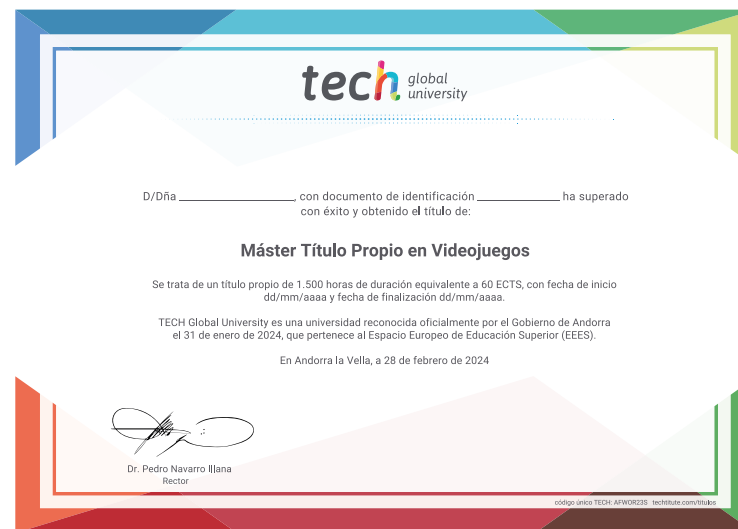 tech global
university
D/Dña ______________, con documento de identificación ____________ ha superado
con éxito y obtenido el título de:
Máster Título Propio en Videojuegos
Se trata de un título propio de 1.500 horas de duración equivalente a 60 ECTS, con fecha de inicio
dd/mm/aaaa y fecha de finalización dd/mm/aaaa.
TECH Global University es una universidad reconocida oficialmente por el Gobierno de Andorra
el 31 de enero de 2024, que pertenece al Espacio Europeo de Educación Superior (EEES).
En Andorra la Vella, a 28 de febrero de 2024
Dr. Pedro Navarro Illana
Rector
código único TECH: AFWOR23S techtitute.com/titulos